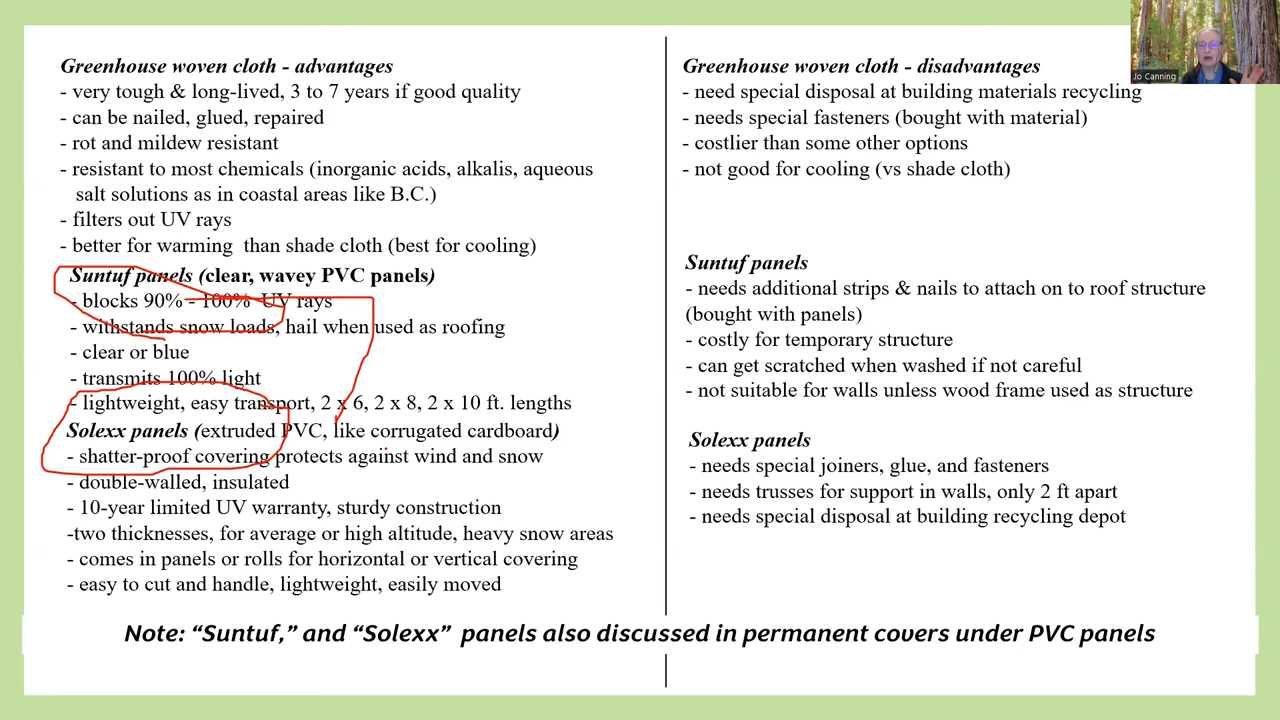 Greenhouse woven cloth - advantages
- very tough & long-lived, 3 to 7 years if good quality
- can be nailed, glued, repaired
- rot and mildew resistant
- resistant to most chemicals (inorganic acids, alkalis, aqueous
salt solutions as in coastal areas like B.C.)
- filters out UV rays
- better for warming than shade cloth (best for cooling)
Suntuf panels (clear, wavey PVC panels)
- blocks 90% - 100% UV rays
- withstands snow loads, hail when used as roofing
- clear or blue
- transmits 100% light
- lightweight, easy transport, 2 x 6, 2 x 8, 2 x 10 ft. lengths
Solexx panels (extruded PVC, like corrugated cardboard)
- shatter-proof covering protects against wind and snow
- double-walled, insulated
- 10-year limited UV warranty, sturdy construction
-two thicknesses, for average or high altitude, heavy snow areas
- comes in panels or rolls for horizontal or vertical covering
- easy to cut and handle, lightweight, easily moved
Greenhouse woven cloth - disadvantages
- need special disposal at building materials recycling
- needs special fasteners (bought with material)
- costlier than some other options
- not good for cooling (vs shade cloth)
Suntuf panels
- needs additional strips & nails to attach on to roof structure
(bought with panels)
- costly for temporary structure
- can get scratched when washed if not careful
- not suitable for walls unless wood frame used as structure
Solexx panels
- needs special joiners, glue, and fasteners
- needs trusses for support in walls, only 2 ft apart
- needs special disposal at building recycling depot
Note: “Suntuf,” and “Solexx” panels also discussed in permanent covers under PVC panels
Jo Canning